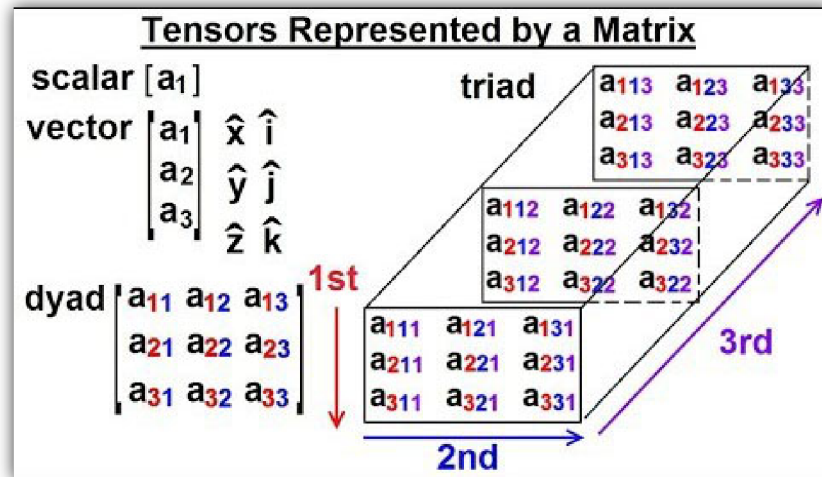 Tensors Represented by a Matrix
scalar [a₁]
vector [a₁ a₂ a₃]
x̂ î
ŷ ĵ
ẑ k̂
dyad
a₁₁ a₁₂ a₁₃
a₂₁ a₂₂ a₂₃
a₃₁ a₃₂ a₃₃
triad
a₁₁₃ a₁₂₃ a₁₃₃
a₂₁₃ a₂₂₃ a₂₃₃
a₃₁₃ a₃₂₃ a₃₃₃
a₁₁₂ a₁₂₂ a₁₃₂
a₂₁₂ a₂₂₂ a₂₃₂
a₃₁₂ a₃₂₂ a₃₂₂
a₁₁₁ a₁₂₁ a₁₃₁
a₂₁₁ a₂₂₁ a₂₃₁
a₃₁₁ a₃₂₁ a₃₃₁
1st
2nd
3rd